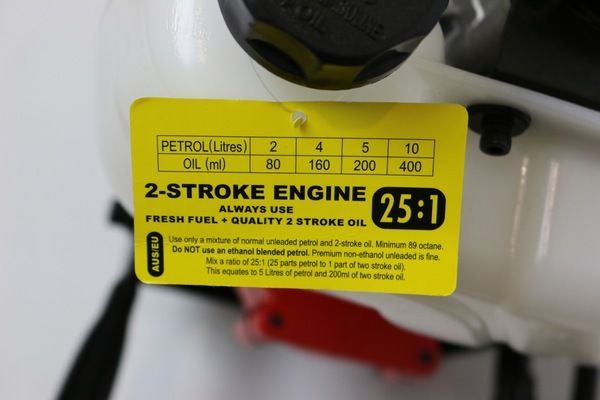 GASOLINE
OIL
PETROL(Litres) 2 4 5 10
OIL (ml) 80 160 200 400
2-STROKE ENGINE 25:1
ALWAYS USE
FRESH FUEL + QUALITY 2 STROKE OIL
AUS/EU
Use only a mixture of normal unleaded petrol and 2-stroke oil. Minimum 89 octane.
Do NOT use an ethanol blended petrol. Premium non-ethanol unleaded is fine.
Mix a ratio of 25:1 (25 parts petrol to 1 part of two stroke oil).
This equates to 5 Litres of petrol and 200ml of two stroke oil.